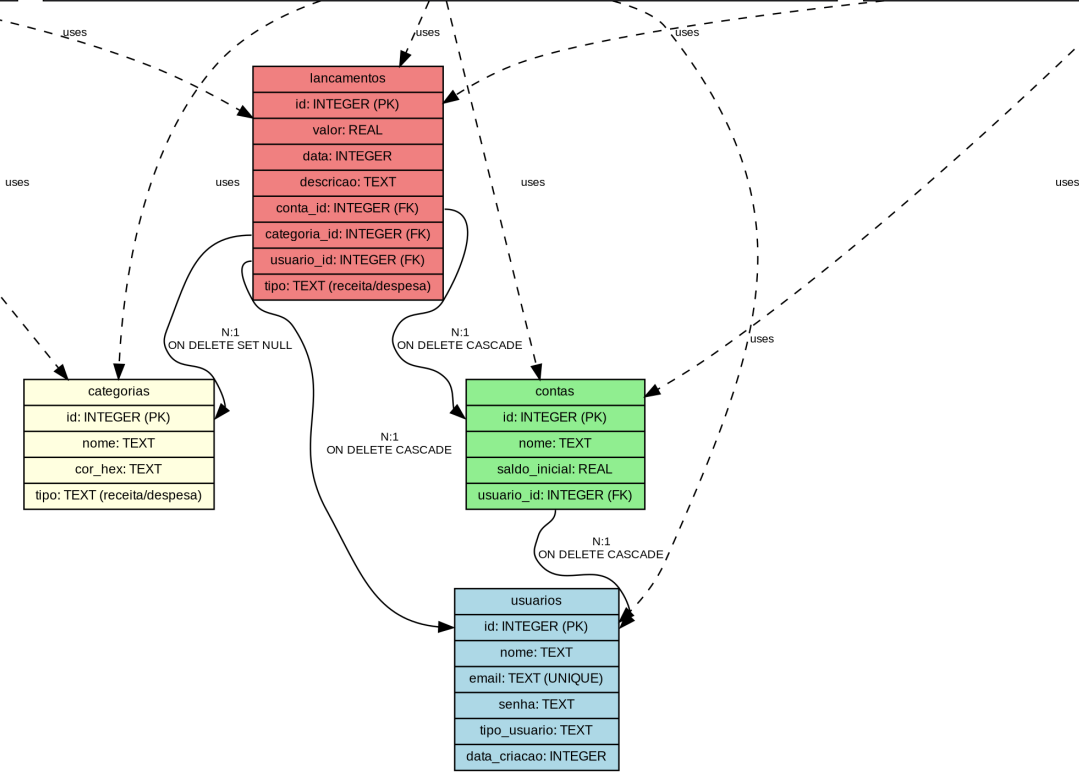 uses
uses
uses
lancamentos
id: INTEGER (PK)
valor: REAL
data: INTEGER
descricao: TEXT
conta_id: INTEGER (FK)
categoria_id: INTEGER (FK)
usuario_id: INTEGER (FK)
tipo: TEXT (receita/despesa)
uses
uses
uses
uses
N:1
ON DELETE SET NULL
N:1
ON DELETE CASCADE
uses
categorias
id: INTEGER (PK)
nome: TEXT
cor_hex: TEXT
tipo: TEXT (receita/despesa)
N:1
ON DELETE CASCADE
contas
id: INTEGER (PK)
nome: TEXT
saldo_inicial: REAL
usuario_id: INTEGER (FK)
N:1
ON DELETE CASCADE
usuarios
id: INTEGER (PK)
nome: TEXT
email: TEXT (UNIQUE)
senha: TEXT
tipo_usuario: TEXT
data_criacao: INTEGER